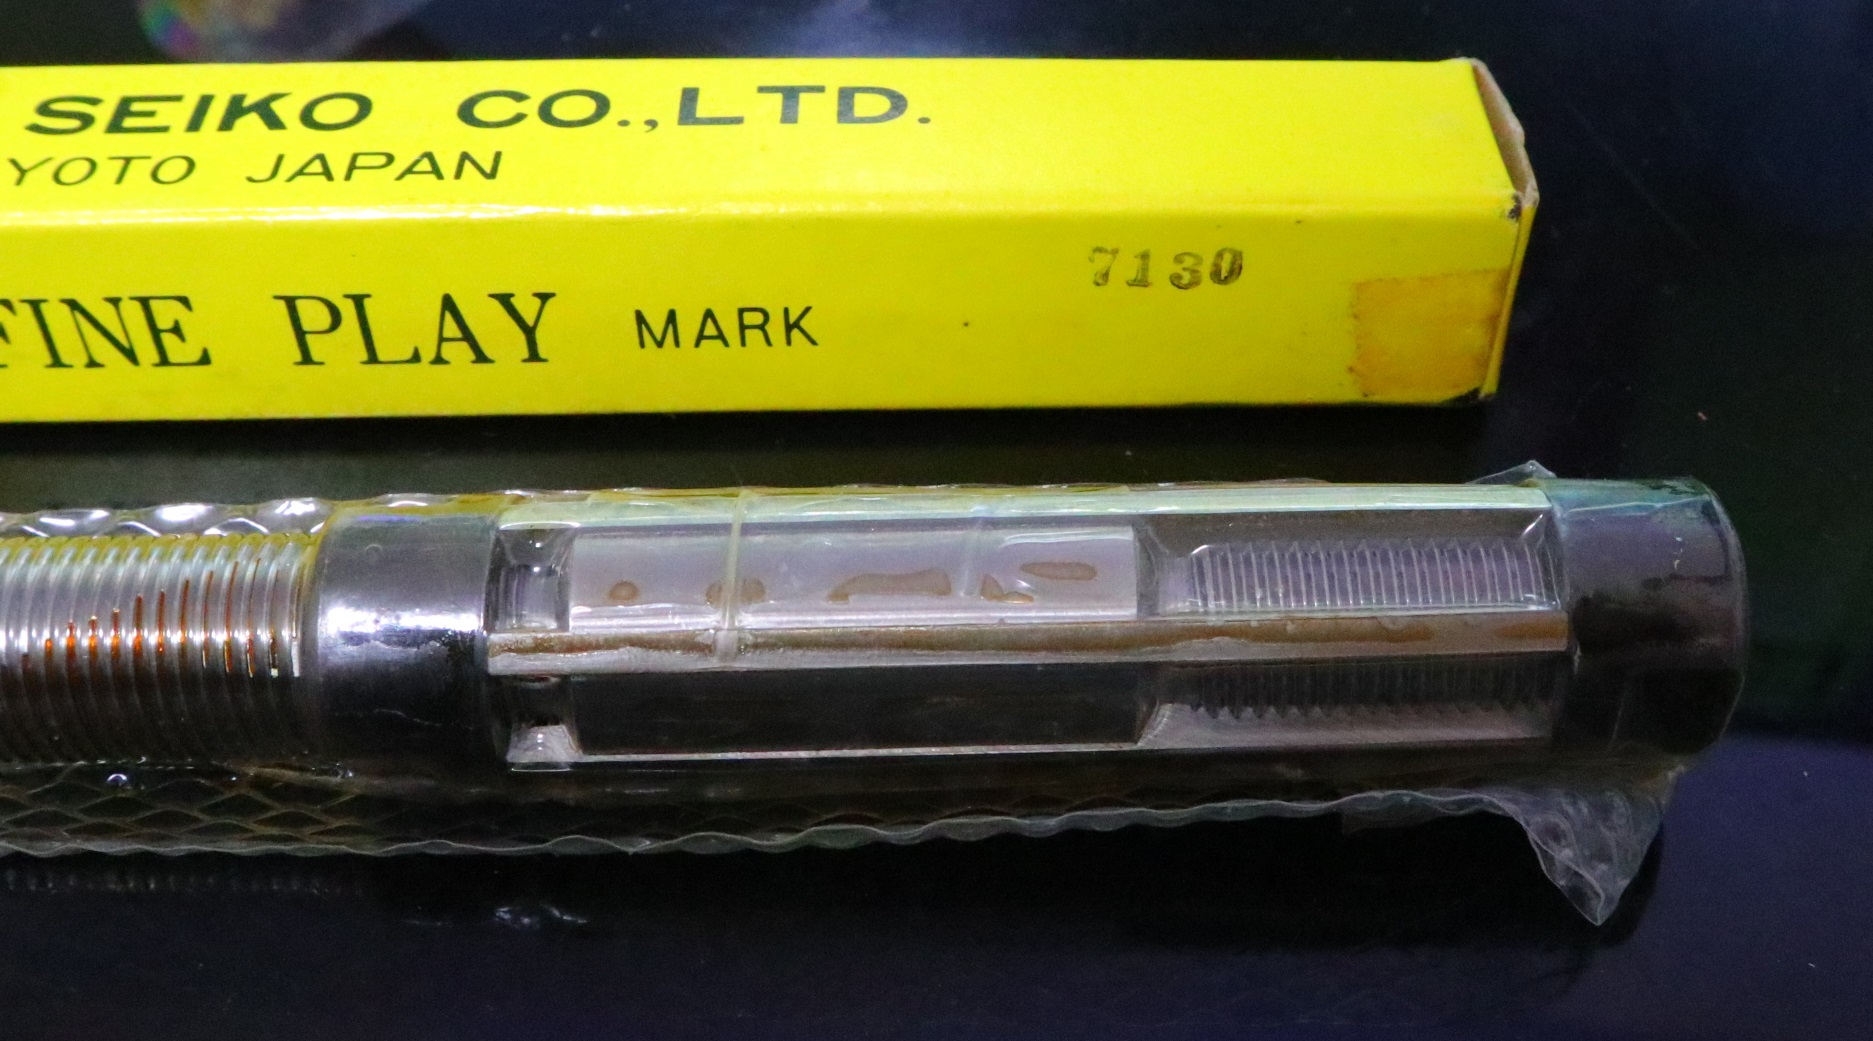 SEIKO CO.,LTD.
YOTO JAPAN
FINE PLAY MARK
7130